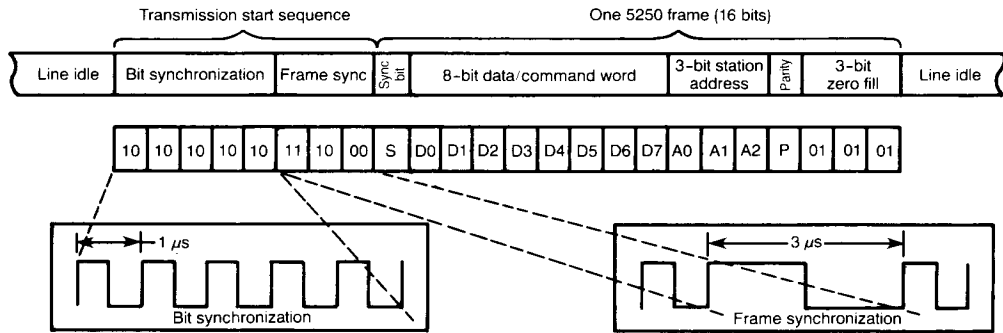 Transmission start sequence
One 5250 frame (16 bits)
Line idle
Bit synchronization
Frame sync
Sync bit
8-bit data/command word
3-bit station address
Parity
3-bit zero fill
Line idle
10 10 10 10 10 11 10 00 S D0 D1 D2 D3 D4 D5 D6 D7 A0 A1 A2 P 01 01 01
1 μs
Bit synchronization
3 μs
Frame synchronization